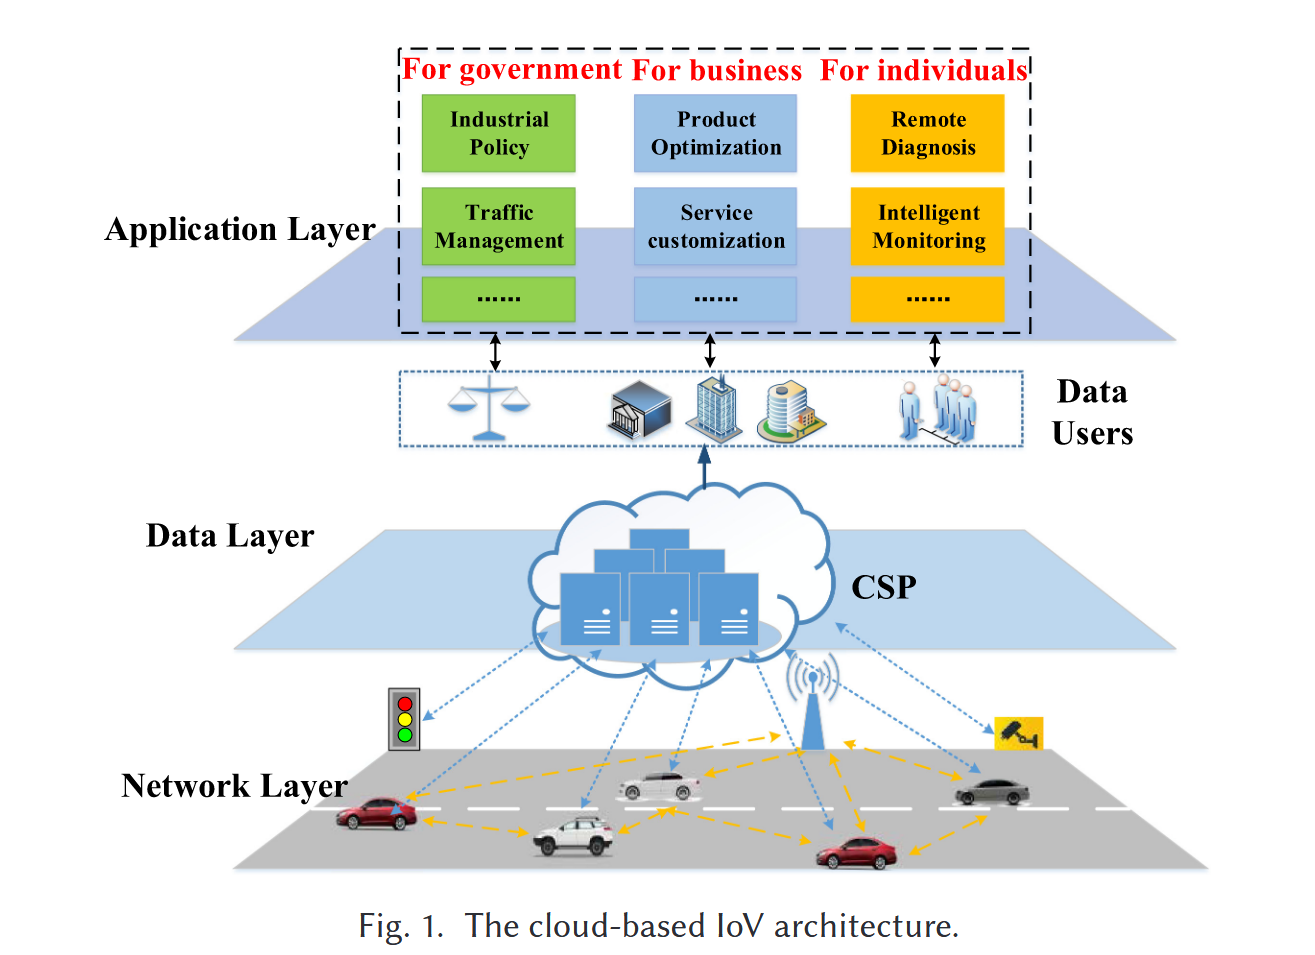 For government For business For individuals
Industrial
Policy
Product
Optimization
Remote
Diagnosis
Traffic
Management
Service
customization
Intelligent
Monitoring
......
......
......
Application Layer
Data
Users
Data Layer
CSP
Network Layer
Fig. 1. The cloud-based IoV architecture.